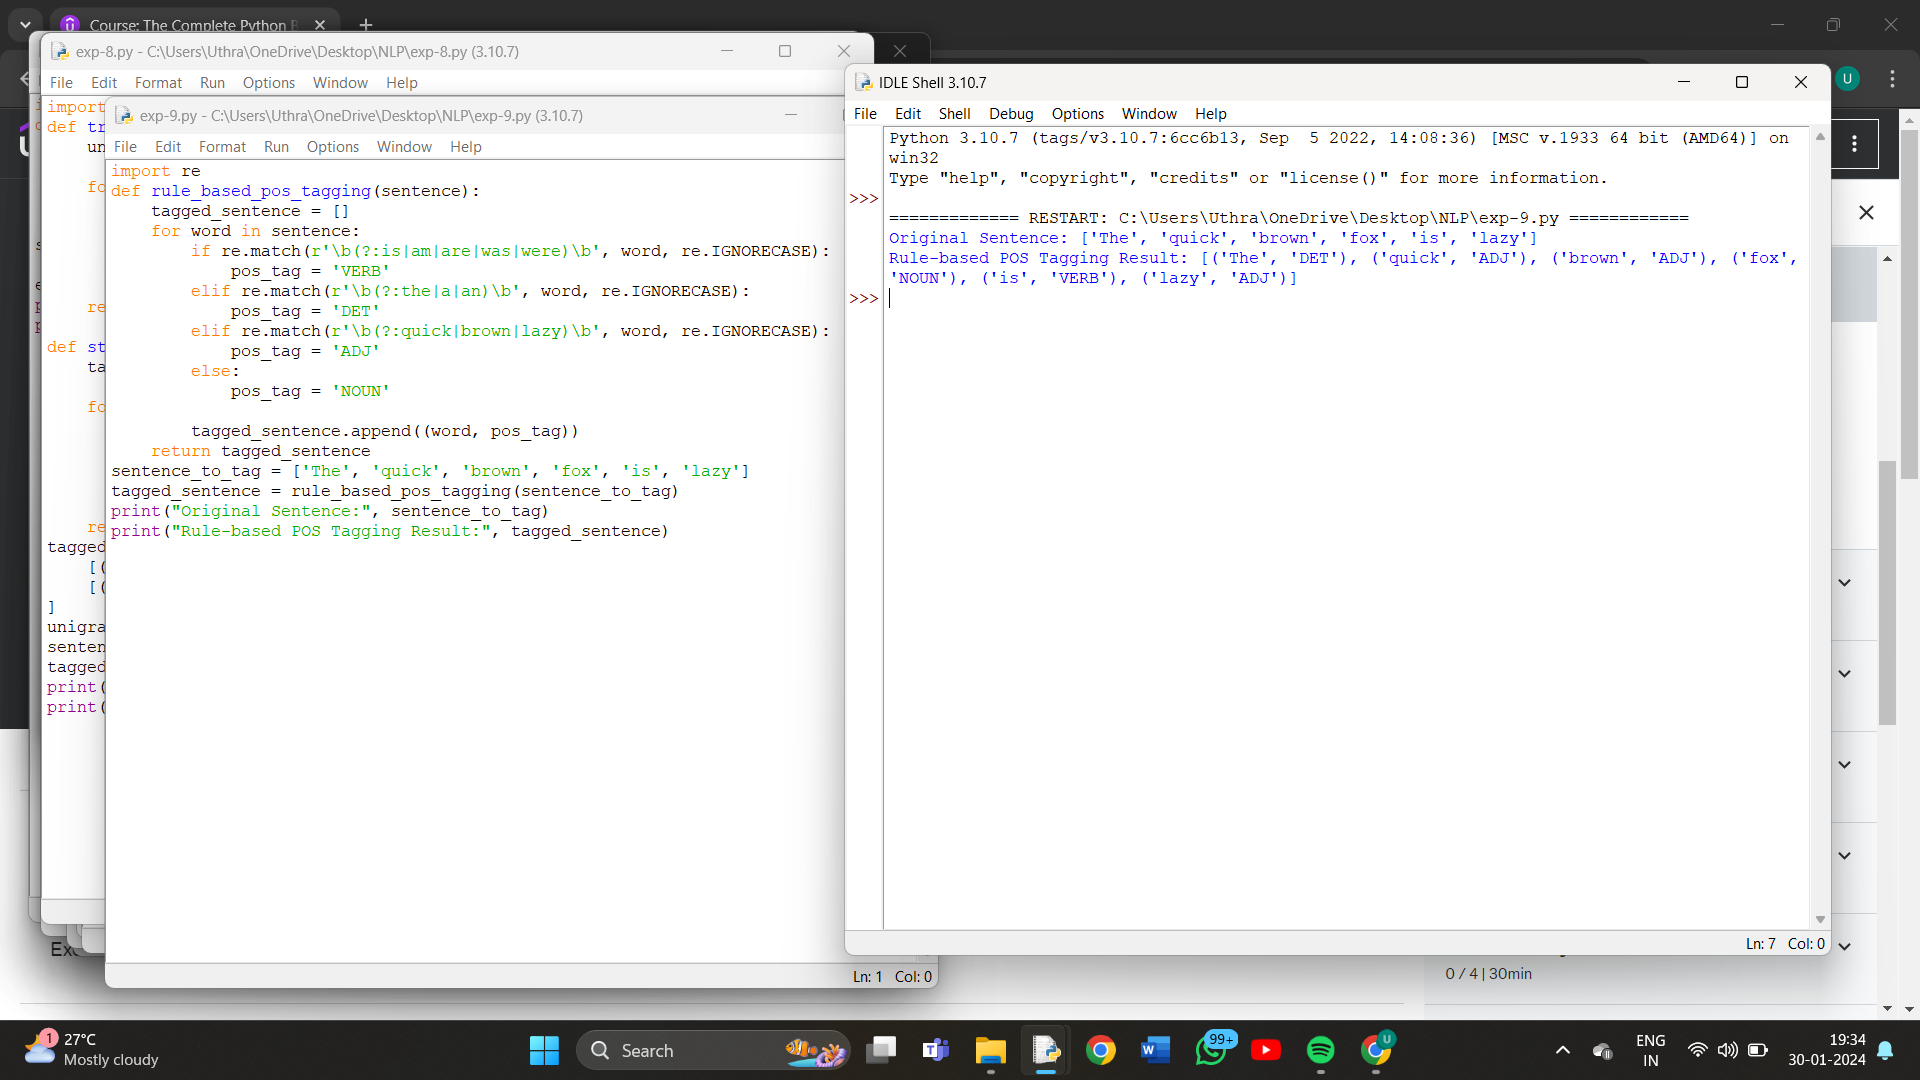 Course: The Complete Python B
exp-8.py - C:\Users\Uthra\OneDrive\Desktop\NLP\exp-8.py (3.10.7)
File Edit Format Run Options Window Help
import
def tr
un
fo
re
def st
ta
fo
re
tagged
[(
[(
]
unigra
senten
tagged
print(
print(
exp-9.py - C:\Users\Uthra\OneDrive\Desktop\NLP\exp-9.py (3.10.7)
File Edit Format Run Options Window Help
import re
def rule_based_pos_tagging(sentence):
    tagged_sentence = []
    for word in sentence:
        if re.match(r'\b(?:is|am|are|was|were)\b', word, re.IGNORECASE):
            pos_tag = 'VERB'
        elif re.match(r'\b(?:the|a|an)\b', word, re.IGNORECASE):
            pos_tag = 'DET'
        elif re.match(r'\b(?:quick|brown|lazy)\b', word, re.IGNORECASE):
            pos_tag = 'ADJ'
        else:
            pos_tag = 'NOUN'
        tagged_sentence.append((word, pos_tag))
    return tagged_sentence
sentence_to_tag = ['The', 'quick', 'brown', 'fox', 'is', 'lazy']
tagged_sentence = rule_based_pos_tagging(sentence_to_tag)
print("Original Sentence:", sentence_to_tag)
print("Rule-based POS Tagging Result:", tagged_sentence)
Ln: 1 Col: 0
IDLE Shell 3.10.7
File Edit Shell Debug Options Window Help
Python 3.10.7 (tags/v3.10.7:6cc6b13, Sep  5 2022, 14:08:36) [MSC v.1933 64 bit (AMD64)] on
win32
Type "help", "copyright", "credits" or "license()" for more information.
>>>
============= RESTART: C:\Users\Uthra\OneDrive\Desktop\NLP\exp-9.py ============
Original Sentence: ['The', 'quick', 'brown', 'fox', 'is', 'lazy']
Rule-based POS Tagging Result: [('The', 'DET'), ('quick', 'ADJ'), ('brown', 'ADJ'), ('fox',
'NOUN'), ('is', 'VERB'), ('lazy', 'ADJ')]
>>>
Ln: 7 Col: 0
U
0 / 4 | 30min
1
27°C
Mostly cloudy
Search
99+
U
ENG
IN
19:34
30-01-2024